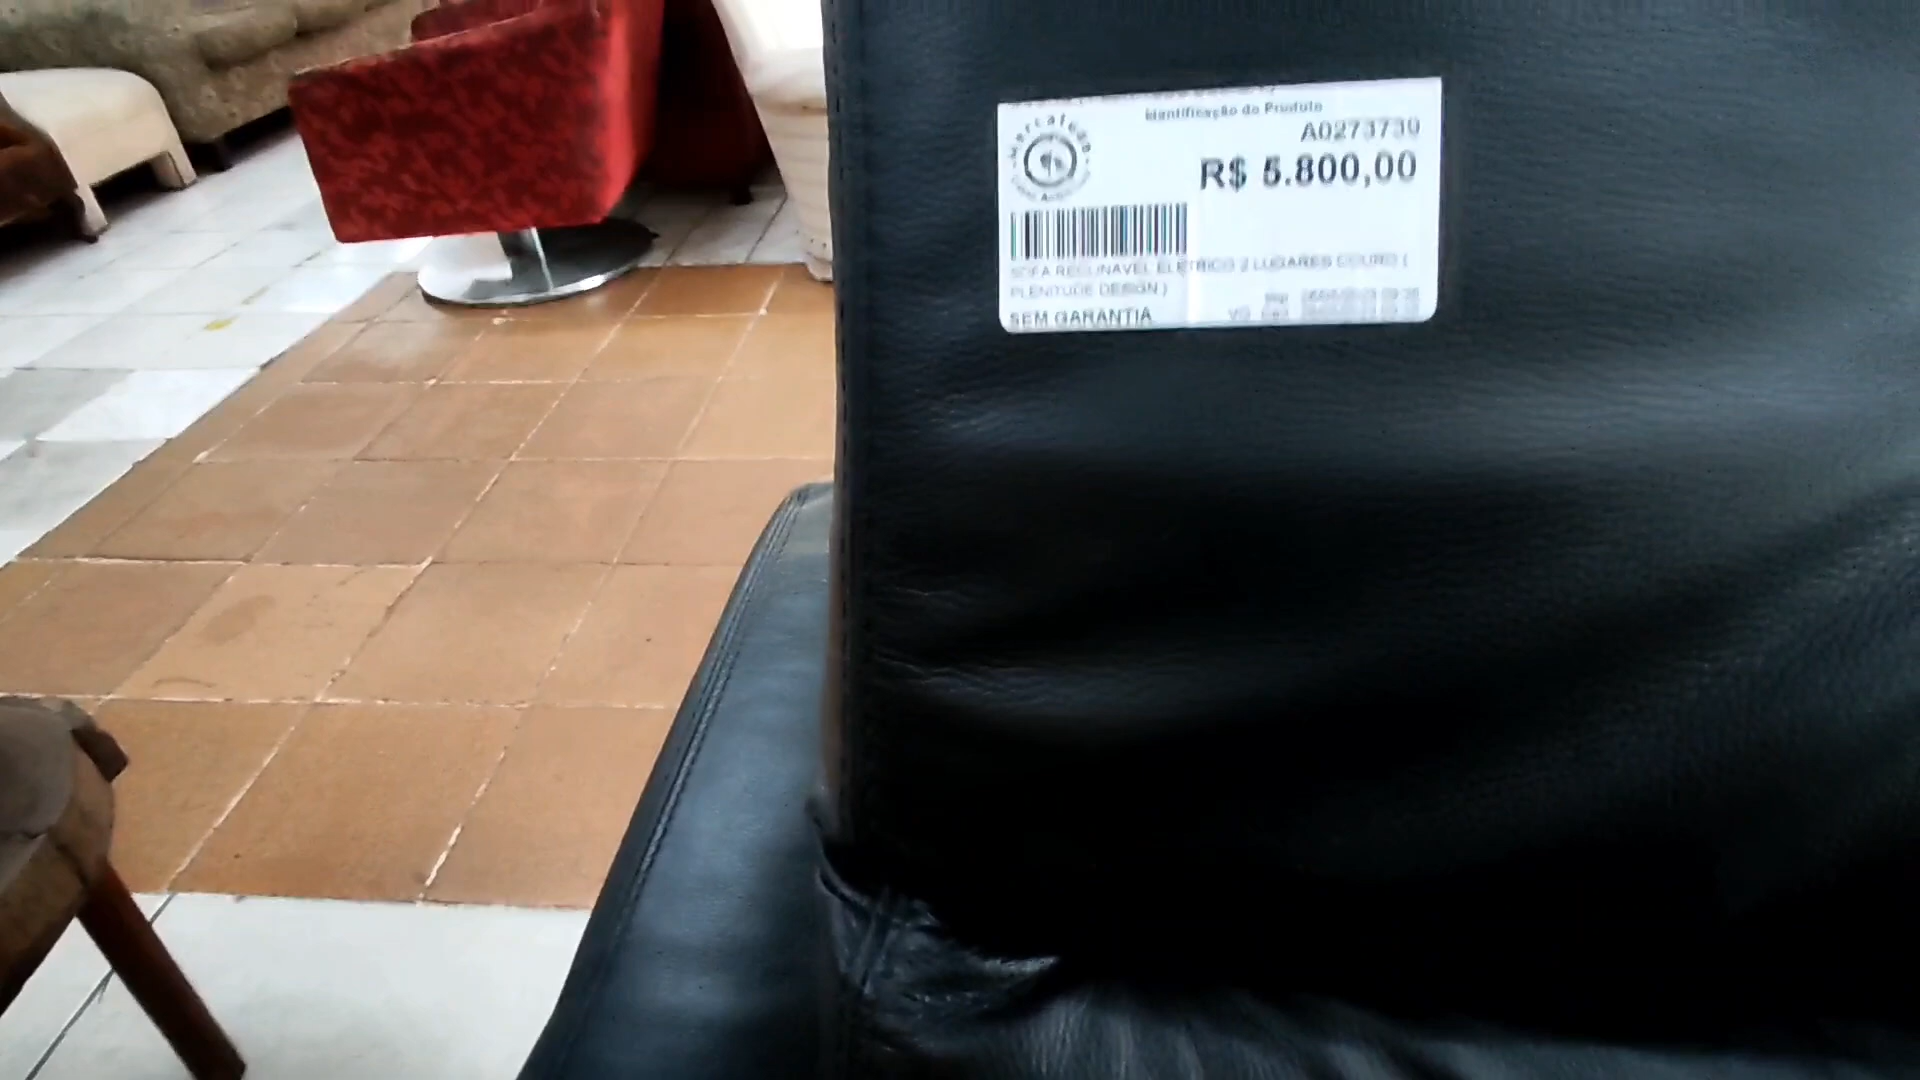 Identificação do Produto
A0273739
R$ 5.800,00
SOFA RECLINAVEL ELETRICO 2 LUGARES COURO (
PLENITUDE DESIGN )
SEM GARANTIA